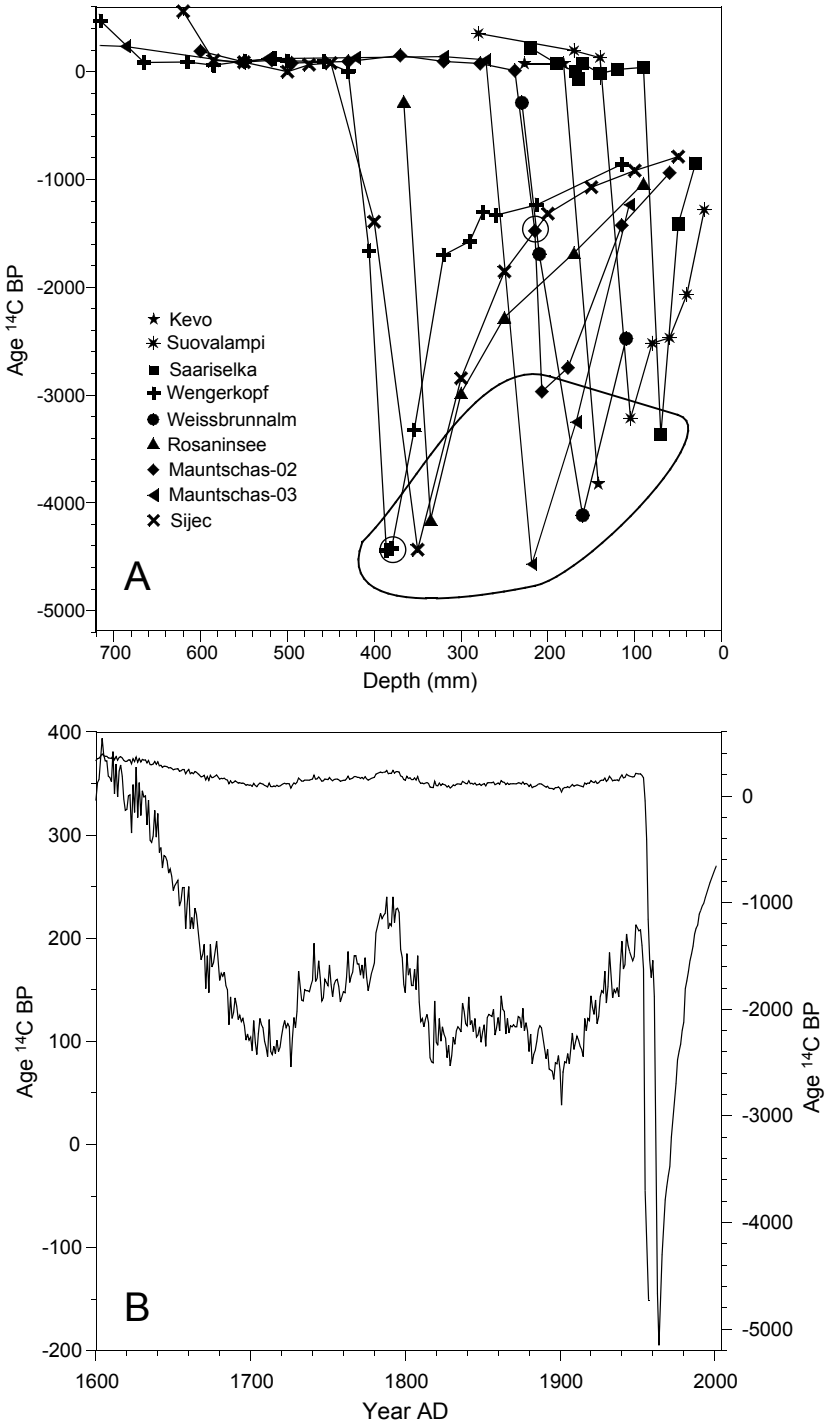 0
-1000
-2000
-3000
-4000
-5000
Age ¹⁴C BP
Kevo
Suovalampi
Saariselka
Wengerkopf
Weissbrunnalm
Rosaninsee
Mauntschas-02
Mauntschas-03
Sijec
A
700 600 500 400 300 200 100 0
Depth (mm)
400
300
200
100
0
-100
-200
Age ¹⁴C BP
0
-1000
-2000
-3000
-4000
-5000
Age ¹⁴C BP
B
1600 1700 1800 1900 2000
Year AD